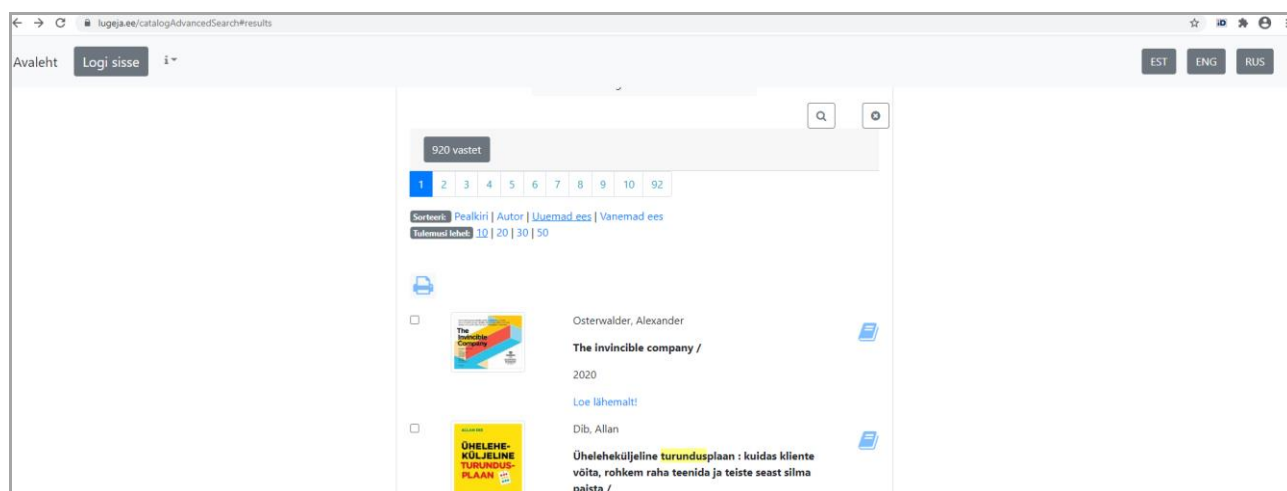 lugeja.ee/catalogAdvancedSearch#results
Avaleht Logi sisse i EST ENG RUS
920 vastet
1 2 3 4 5 6 7 8 9 10 92
Sorteeri: Pealkiri | Autor | Uuemad ees | Vanemad ees
Tulemusi lehel: 10 | 20 | 30 | 50
The
Invincible
Company
Osterwalder, Alexander
The invincible company /
2020
Loe lähemalt!
ÜHELEHE-
KÜLJELINE
TURUNDUS-
PLAAN
Dib, Allan
Üheleheküljeline turundusplaan : kuidas kliente
võita, rohkem raha teenida ja teiste seast silma
paista /